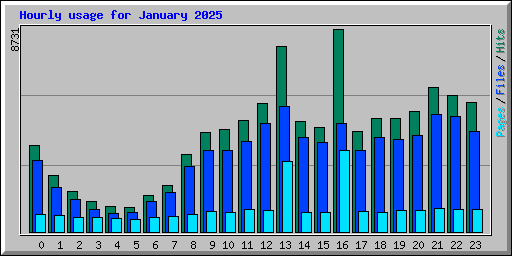 Hourly usage for January 2025
8731
Pages / Files / Hits
0 1 2 3 4 5 6 7 8 9 10 11 12 13 14 15 16 17 18 19 20 21 22 23